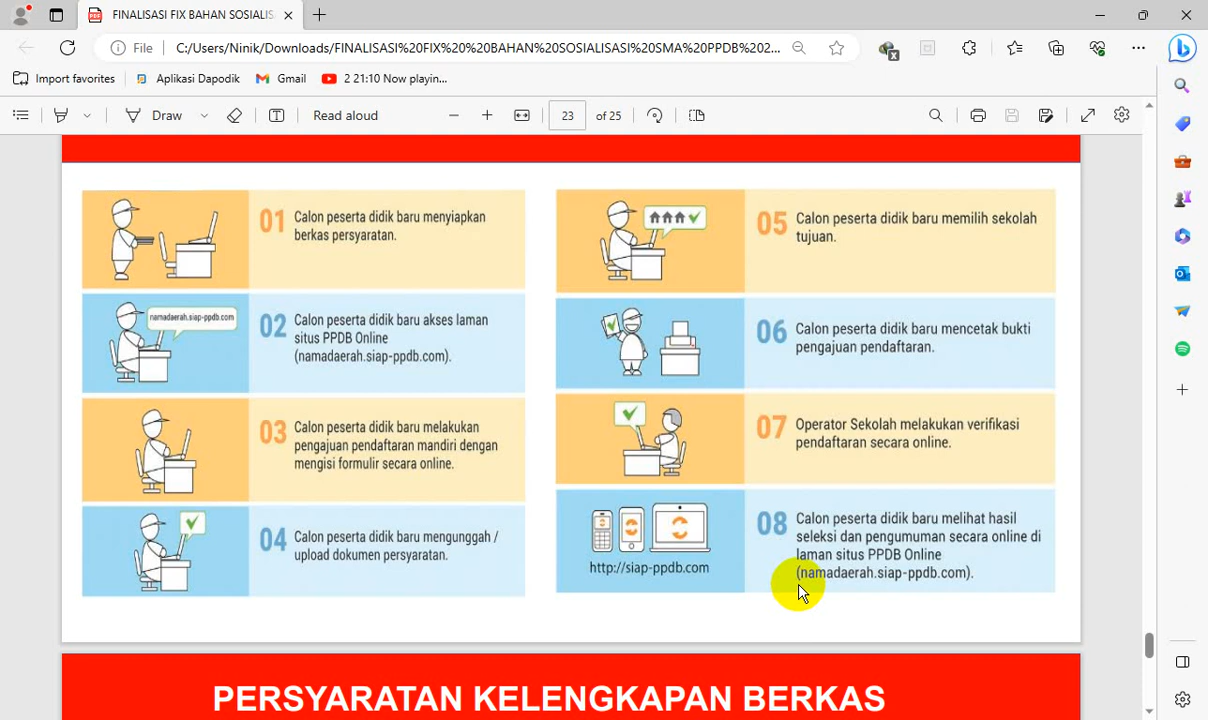 FINALISASI FIX BAHAN SOSIALIS
File
C:/Users/Ninik/Downloads/FINALISASI%20FIX%20%20BAHAN%20SOSIALISASI%20SMA%20PPDB%202...
Import favorites
Aplikasi Dapodik
Gmail
2 21:10 Now playin...
Draw
Read aloud
23
of 25
01
Calon peserta didik baru menyiapkan
berkas persyaratan.
namadaerah.siap-ppdb.com
02
Calon peserta didik baru akses laman
situs PPDB Online
(namadaerah.siap-ppdb.com).
03
Calon peserta didik baru melakukan
pengajuan pendaftaran mandiri dengan
mengisi formulir secara online.
04
Calon peserta didik baru mengunggah /
upload dokumen persyaratan.
05
Calon peserta didik baru memilih sekolah
tujuan.
06
Calon peserta didik baru mencetak bukti
pengajuan pendaftaran.
07
Operator Sekolah melakukan verifikasi
pendaftaran secara online.
http://siap-ppdb.com
08
Calon peserta didik baru melihat hasil
seleksi dan pengumuman secara online di
laman situs PPDB Online
(namadaerah.siap-ppdb.com).
PERSYARATAN KELENGKAPAN BERKAS